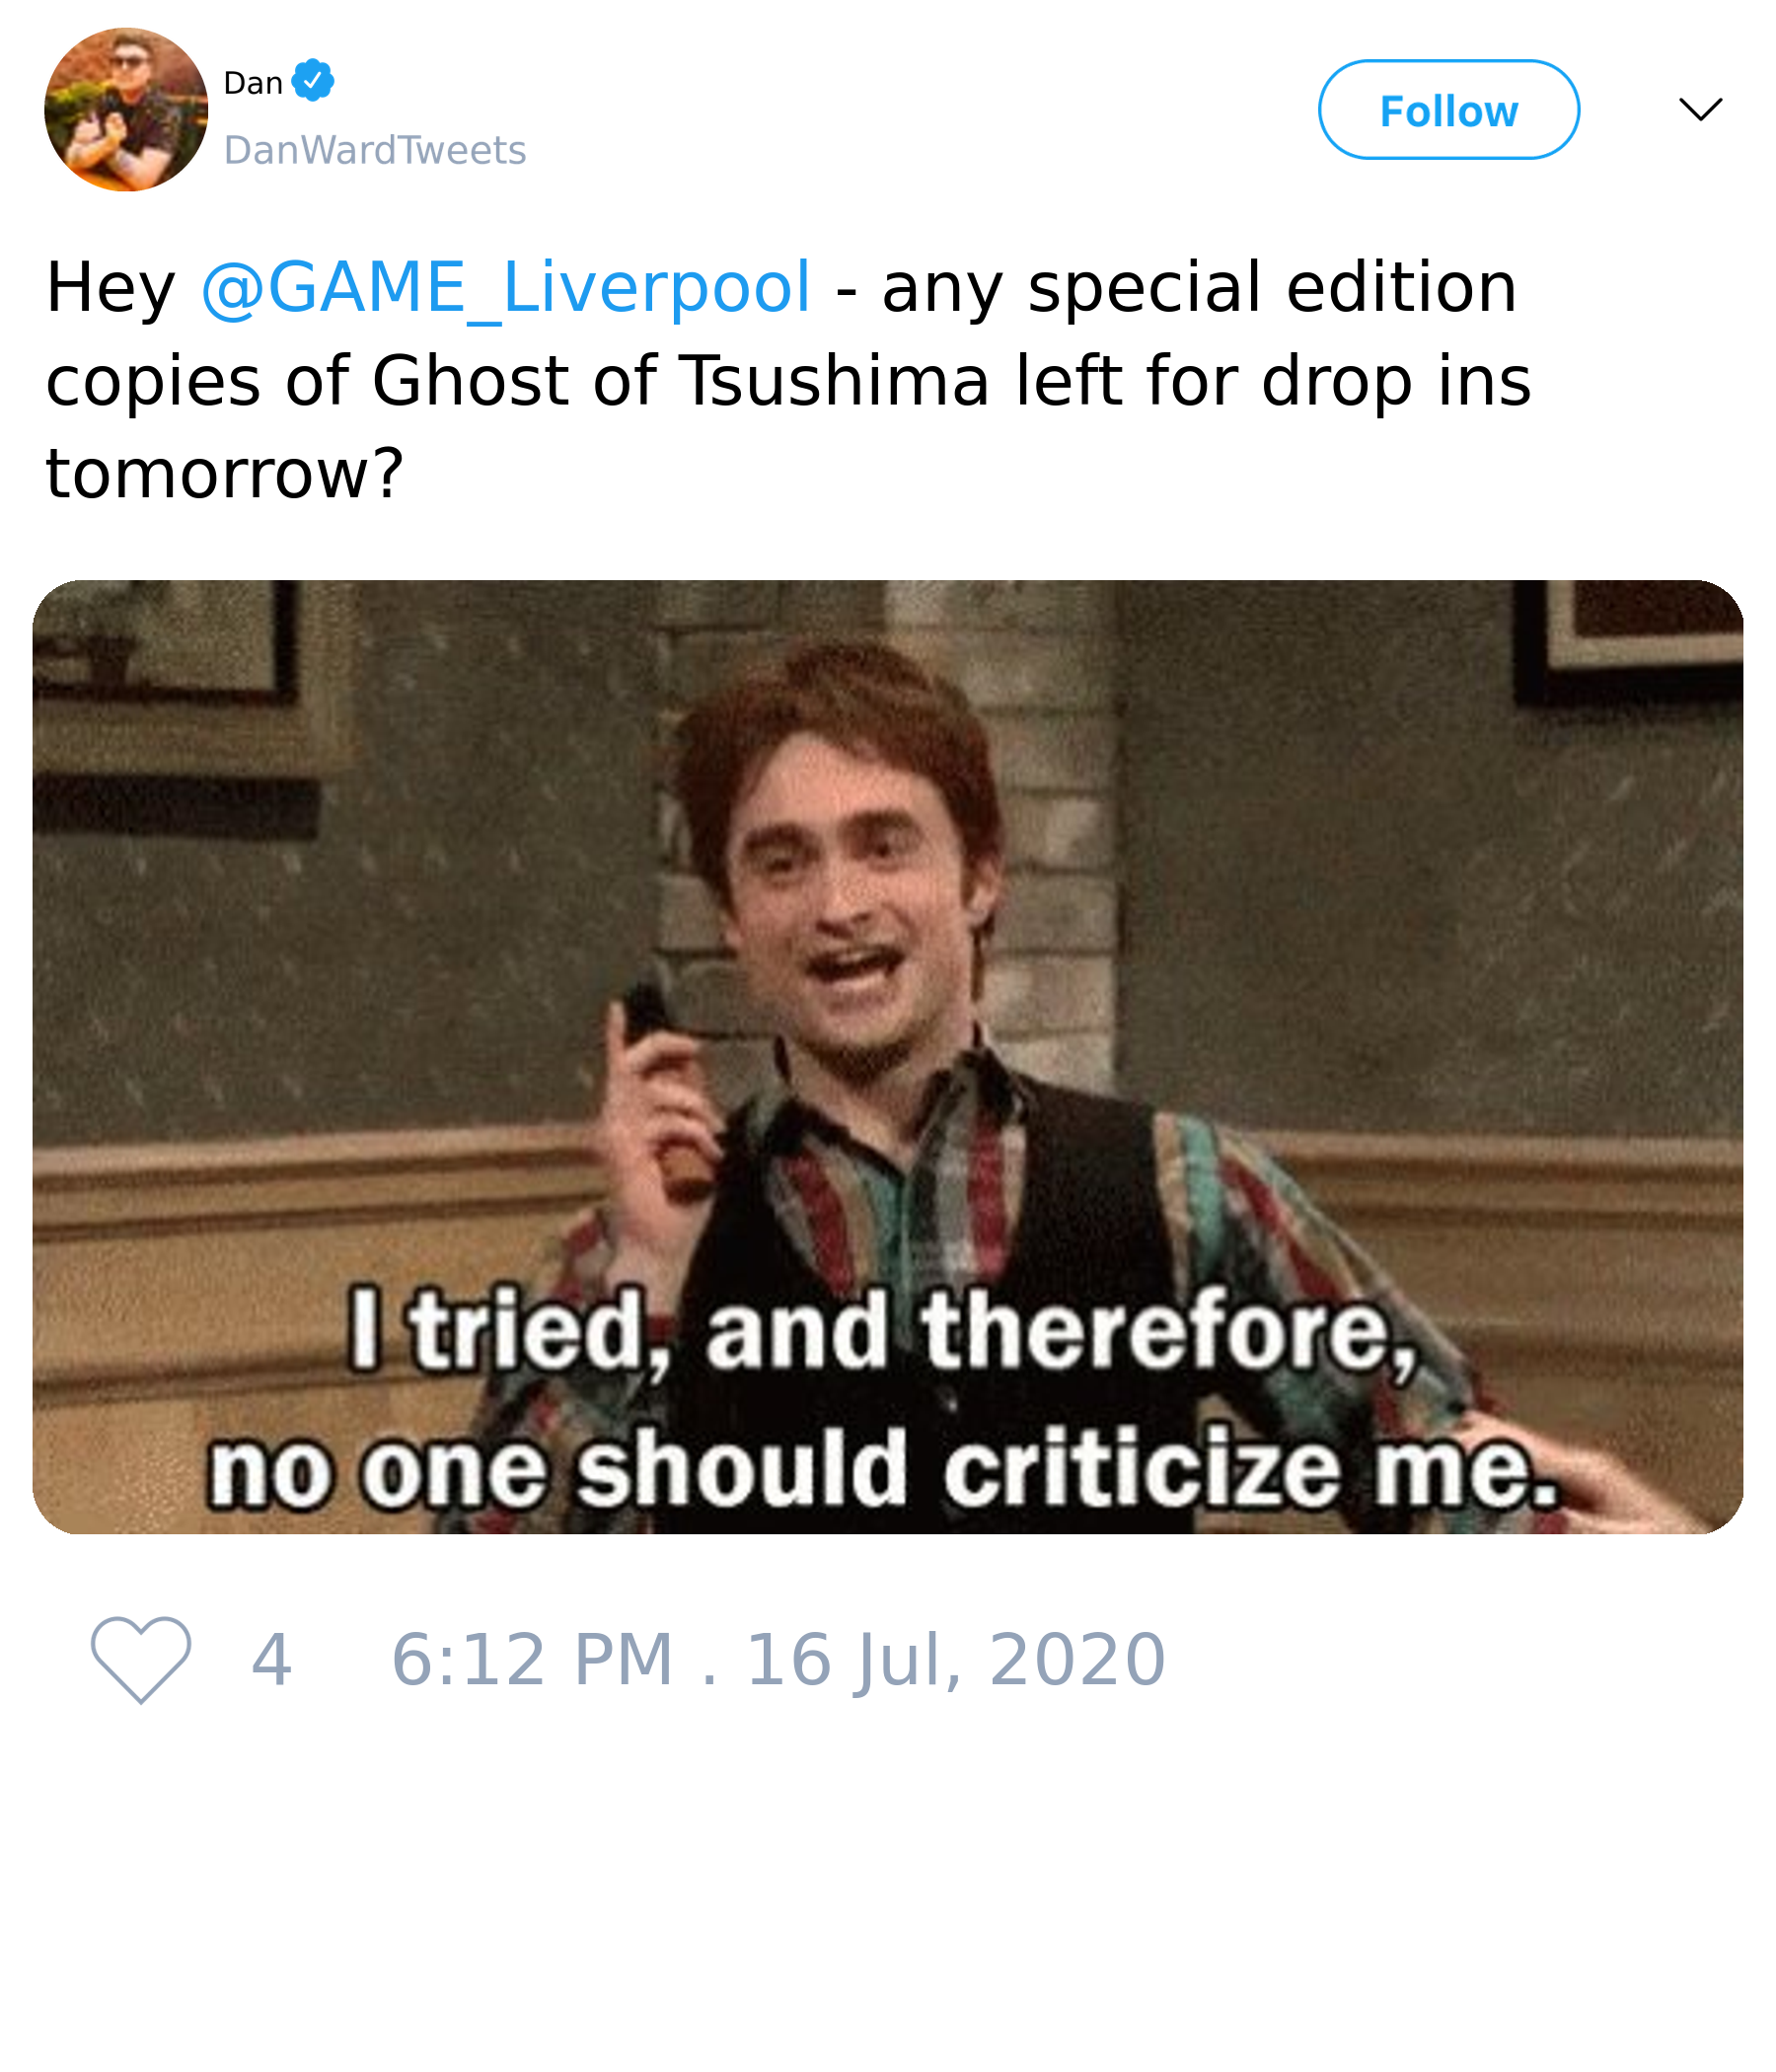 Dan
DanWardTweets
Follow
Hey @GAME_Liverpool - any special edition
copies of Ghost of Tsushima left for drop ins
tomorrow?
I tried, and therefore,
no one should criticize me.
4 6:12 PM . 16 Jul, 2020